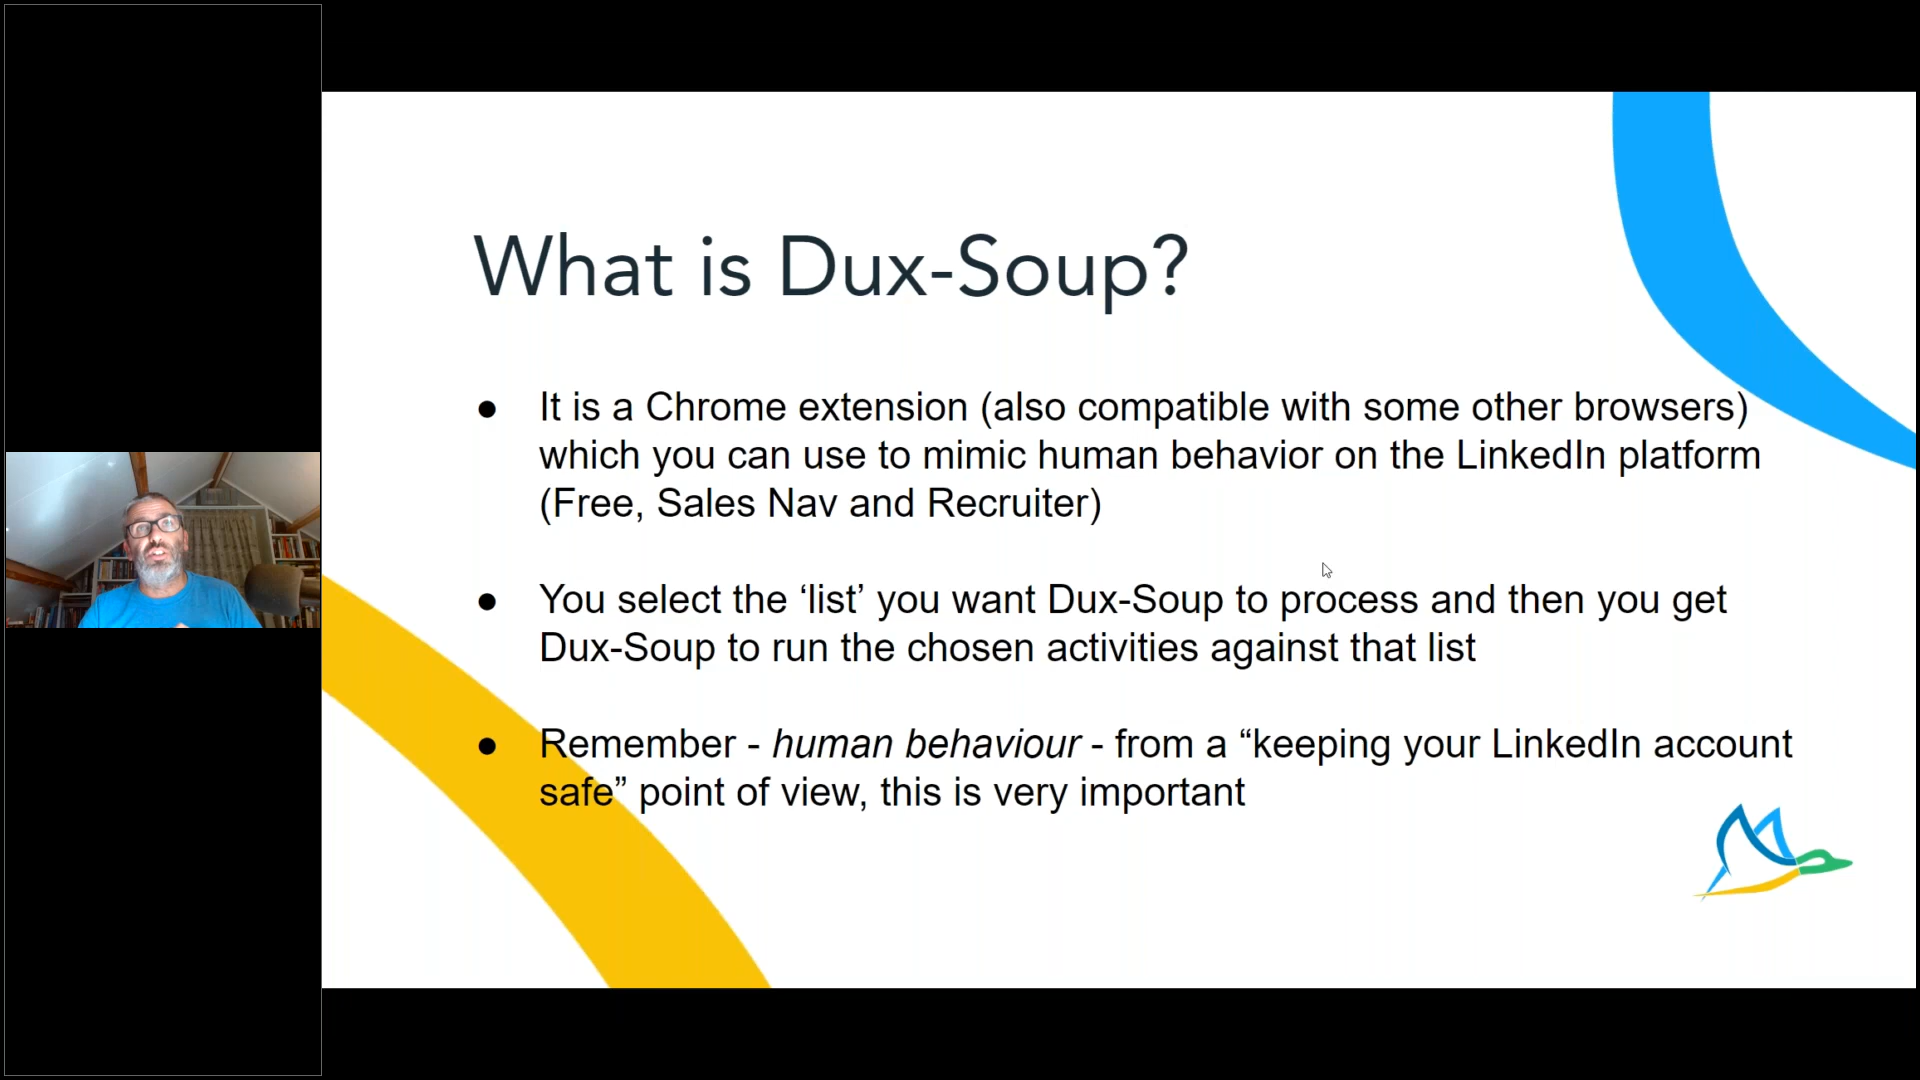 What is Dux-Soup?
● It is a Chrome extension (also compatible with some other browsers)
which you can use to mimic human behavior on the LinkedIn platform
(Free, Sales Nav and Recruiter)
● You select the ‘list’ you want Dux-Soup to process and then you get
Dux-Soup to run the chosen activities against that list
● Remember - human behaviour - from a “keeping your LinkedIn account
safe” point of view, this is very important